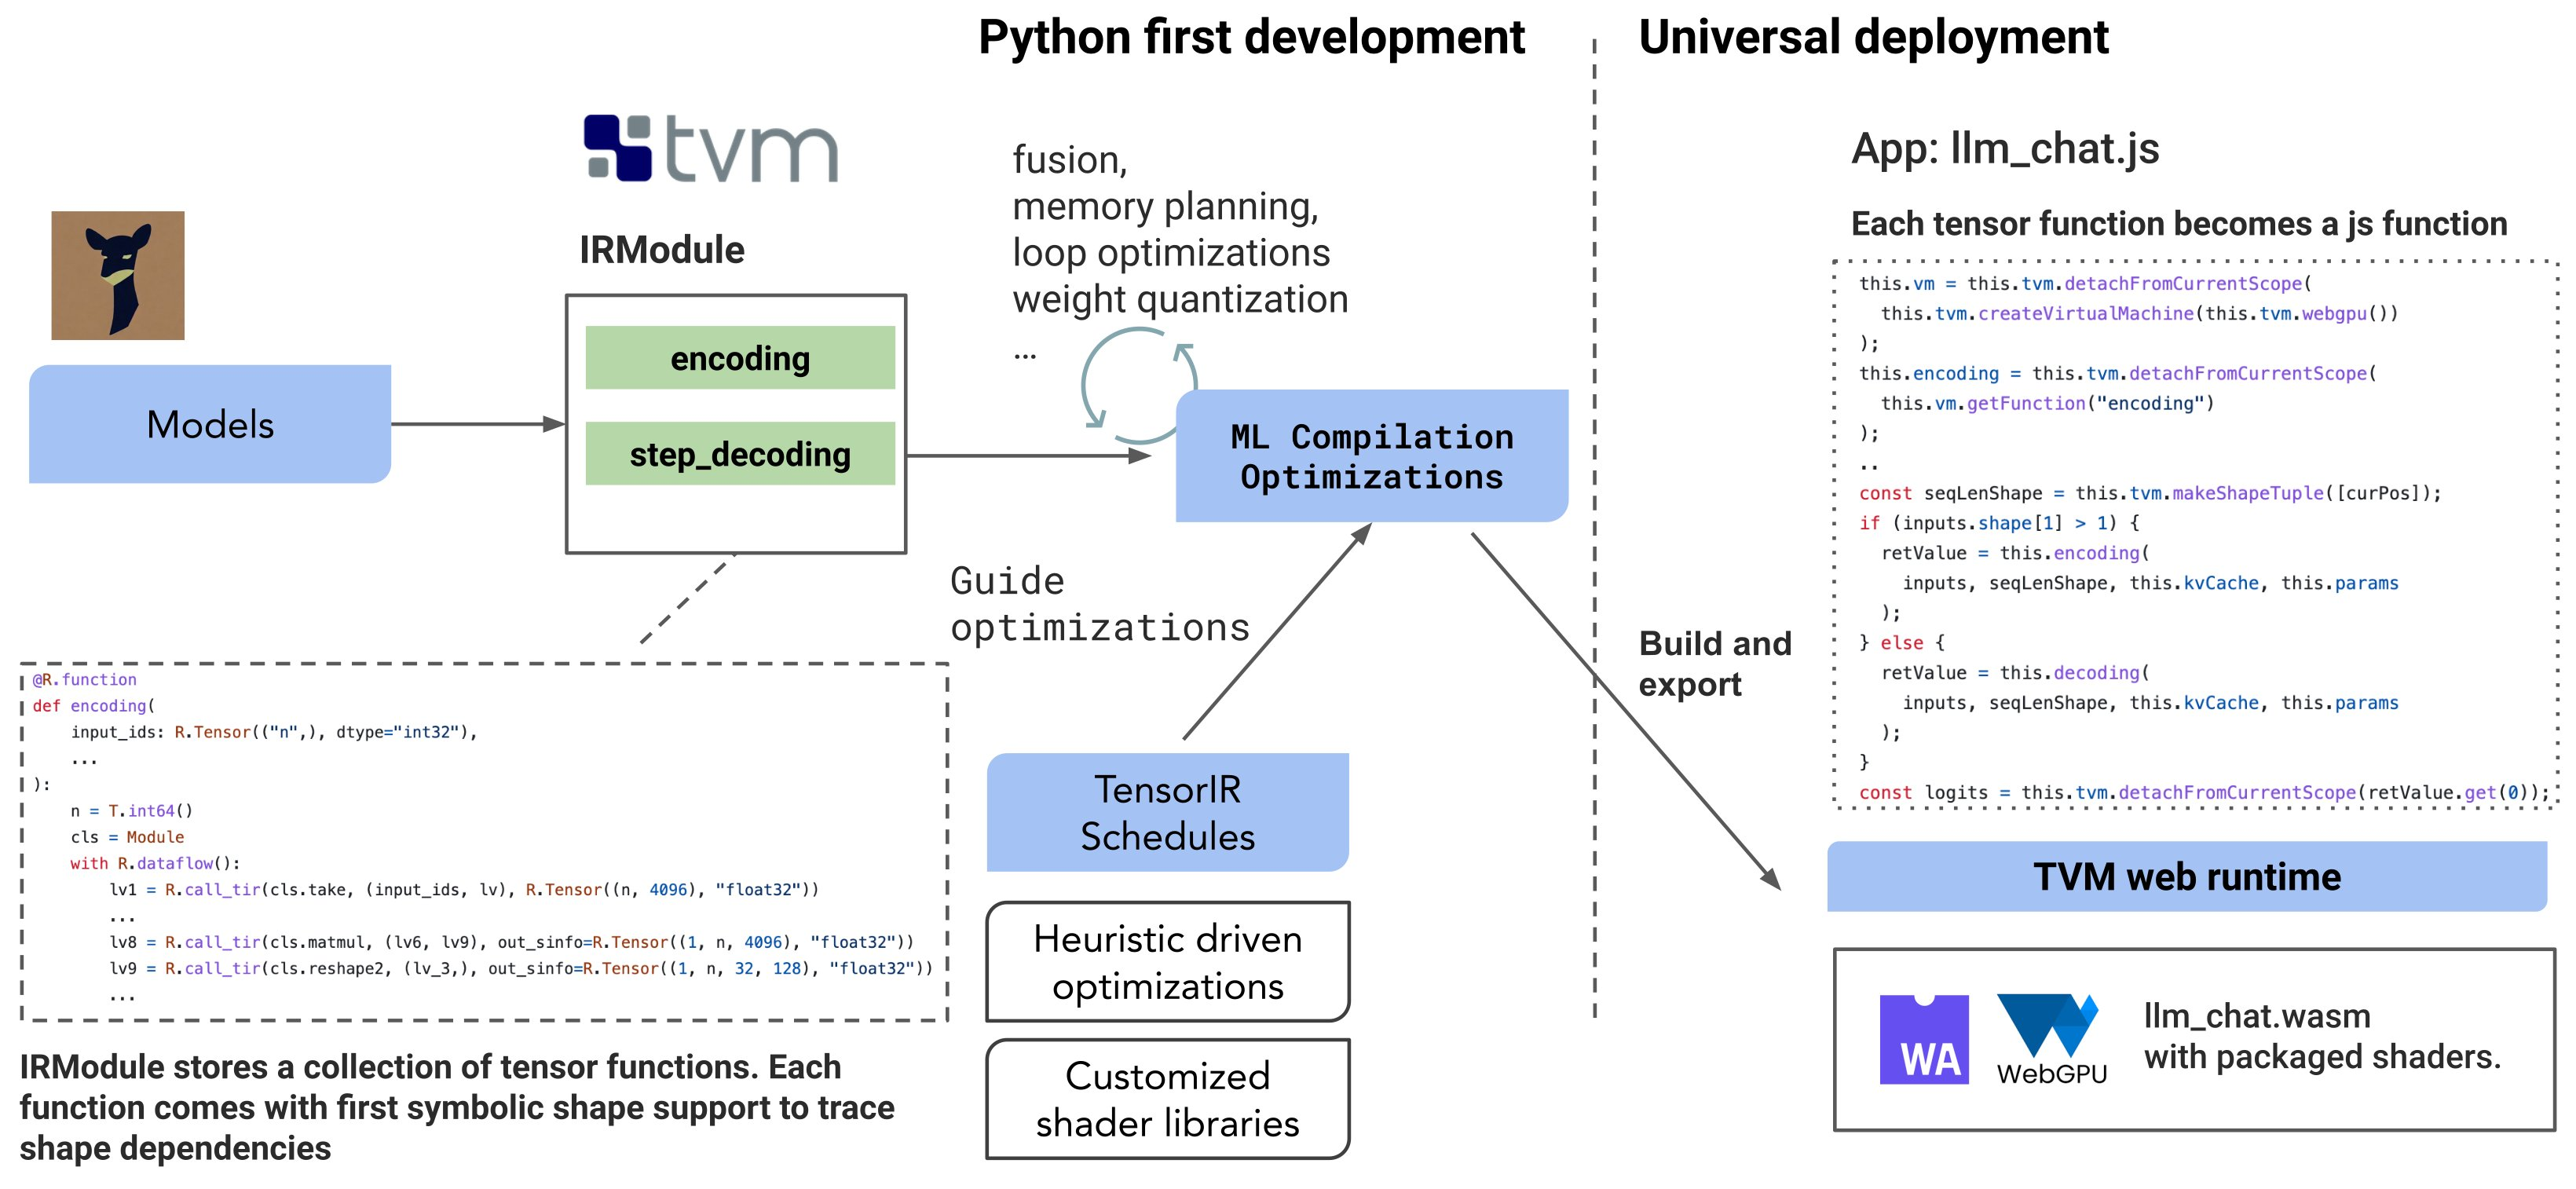 Python first development
Universal deployment
tvm
IRModule
Models
encoding
step_decoding
fusion,
memory planning,
loop optimizations
weight quantization
...
ML Compilation
Optimizations
Guide
optimizations
@R.function
def encoding(
    input_ids: R.Tensor(("n",), dtype="int32"),
    ...
):
    n = T.int64()
    cls = Module
    with R.dataflow():
        lv1 = R.call_tir(cls.take, (input_ids, lv), R.Tensor((n, 4096), "float32"))
        ...
        lv8 = R.call_tir(cls.matmul, (lv6, lv9), out_sinfo=R.Tensor((1, n, 4096), "float32"))
        lv9 = R.call_tir(cls.reshape2, (lv_3,), out_sinfo=R.Tensor((1, n, 32, 128), "float32"))
        ...
IRModule stores a collection of tensor functions. Each
function comes with first symbolic shape support to trace
shape dependencies
TensorIR
Schedules
Heuristic driven
optimizations
Customized
shader libraries
Build and
export
App: llm_chat.js
Each tensor function becomes a js function
this.vm = this.tvm.detachFromCurrentScope(
  this.tvm.createVirtualMachine(this.tvm.webgpu())
);
this.encoding = this.tvm.detachFromCurrentScope(
  this.vm.getFunction("encoding")
);
..
const seqLenShape = this.tvm.makeShapeTuple([curPos]);
if (inputs.shape[1] > 1) {
  retValue = this.encoding(
    inputs, seqLenShape, this.kvCache, this.params
  );
} else {
  retValue = this.decoding(
    inputs, seqLenShape, this.kvCache, this.params
  );
}
const logits = this.tvm.detachFromCurrentScope(retValue.get(0));
TVM web runtime
WA
WebGPU
llm_chat.wasm
with packaged shaders.